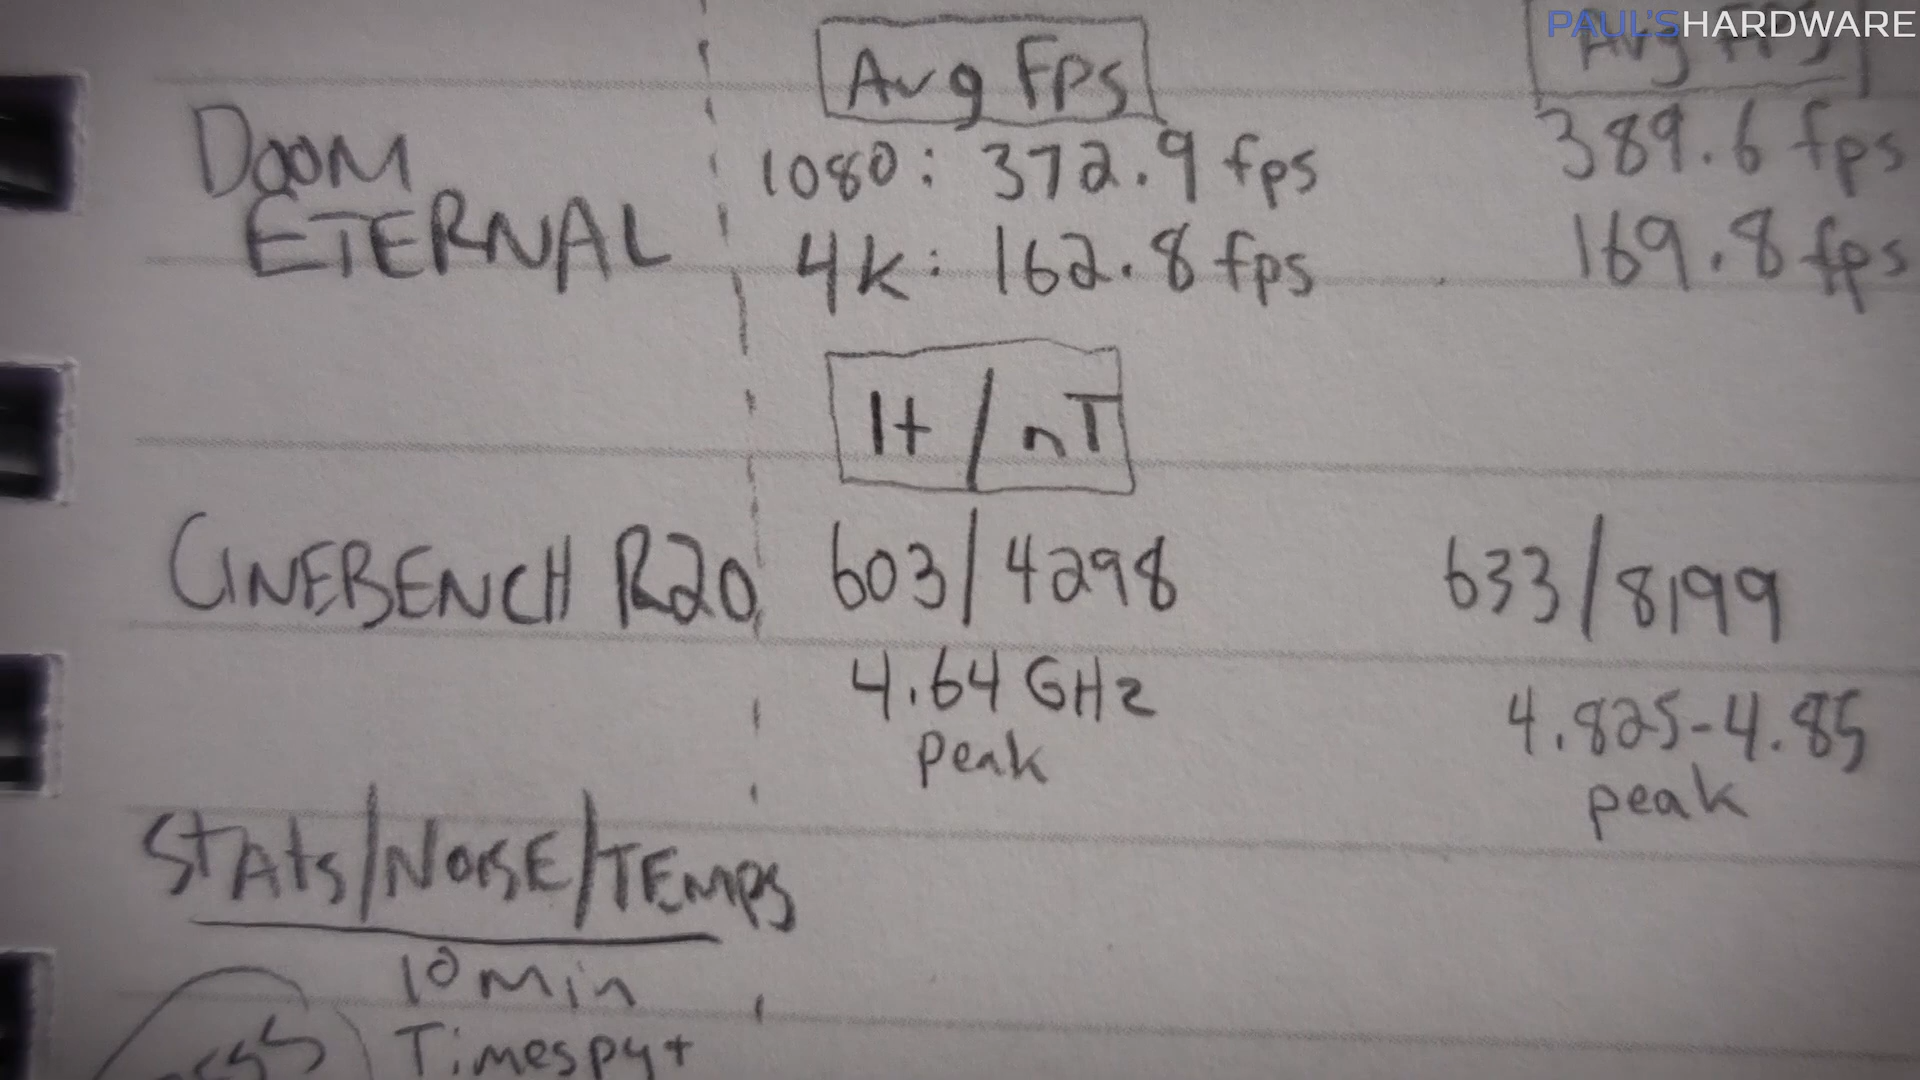 PAUL'SHARDWARE
Avg FPS Avg FPS
DOOM 1080: 372.9 fps 389.6 fps
ETERNAL 4K: 162.8 fps 169.8 fps
1t/nT
CINEBENCH R20 603/4298 633/8199
4.64 GHz 4.825-4.85
peak peak
StAts/NOISE/TEMPS
10 Min
Timespy+